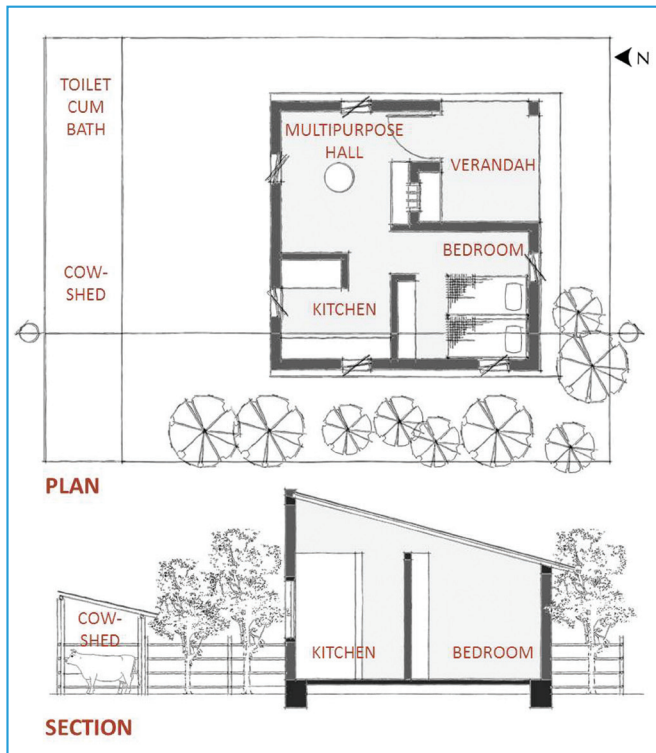 N
TOILET
CUM
BATH
MULTIPURPOSE
HALL
VERANDAH
BEDROOM
COW-
SHED
KITCHEN
PLAN
COW-
SHED
KITCHEN
BEDROOM
SECTION